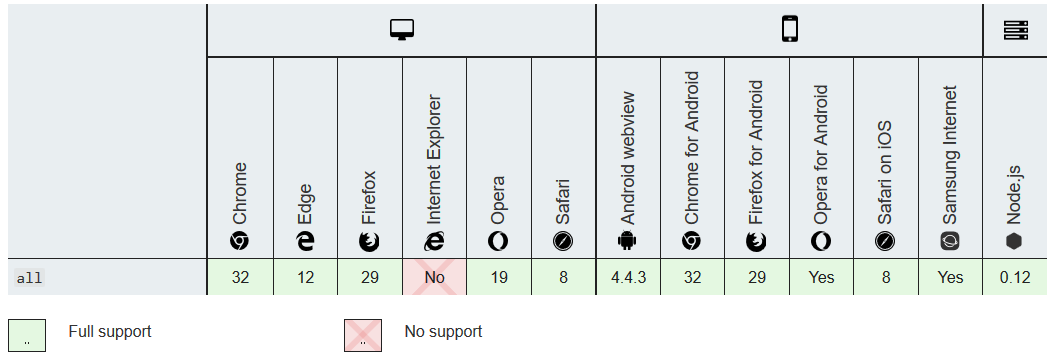 Chrome
Edge
Firefox
Internet Explorer
Opera
Safari
Android webview
Chrome for Android
Firefox for Android
Opera for Android
Safari on iOS
Samsung Internet
Node.js
all 32 12 29 No 19 8 4.4.3 32 29 Yes 8 Yes 0.12
.. Full support .. No support